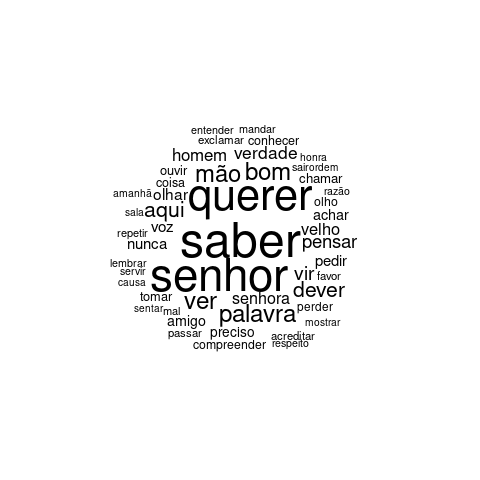 entender mandar
exclamar conhecer
homem verdade honra
ouvir mão bom sairordem
coisa chamar
amanhã olhar querer razão
olho
sala aqui achar
voz velho
repetir saber pensar
nunca
lembrar pedir
servir senhor vir favor
causa
dever
tomar ver senhora
sentar mal palavra perder
amigo mostrar
passar preciso acreditar
compreender respeito